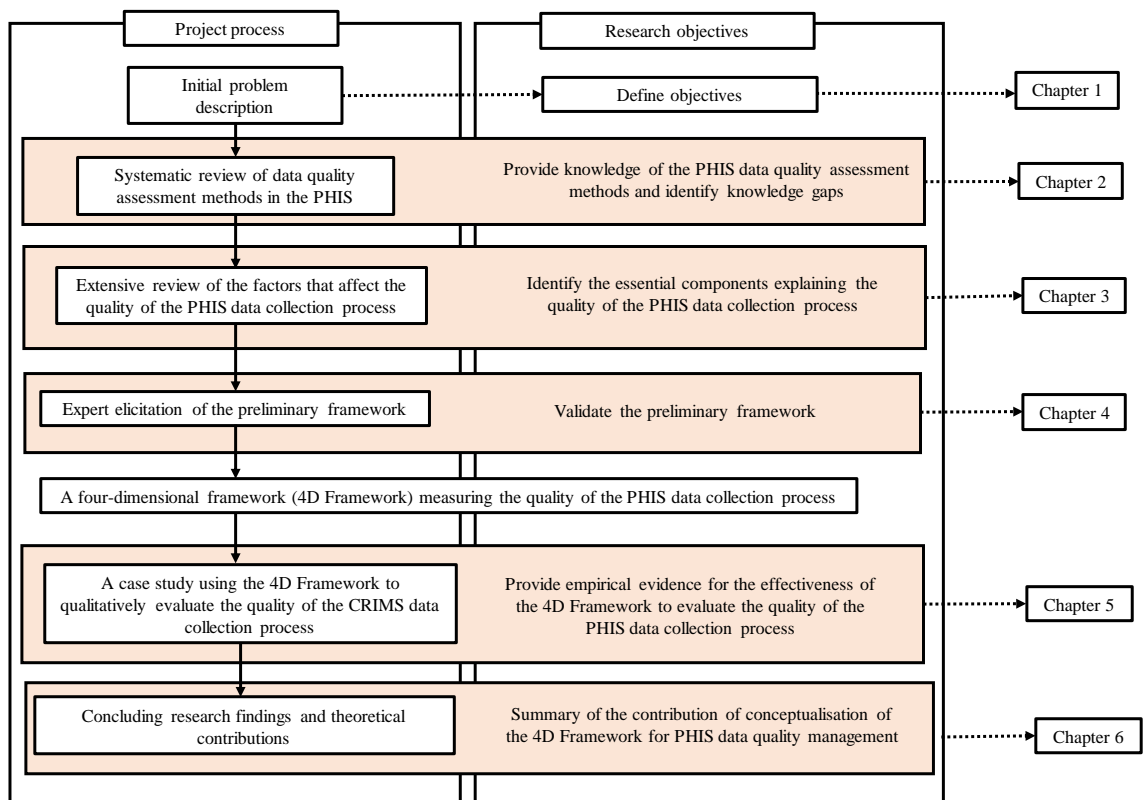 Project process
Research objectives
Initial problem
description
Define objectives
Chapter 1
Systematic review of data quality
assessment methods in the PHIS
Provide knowledge of the PHIS data quality assessment
methods and identify knowledge gaps
Chapter 2
Extensive review of the factors that affect the
quality of the PHIS data collection process
Identify the essential components explaining the
quality of the PHIS data collection process
Chapter 3
Expert elicitation of the preliminary framework
Validate the preliminary framework
Chapter 4
A four-dimensional framework (4D Framework) measuring the quality of the PHIS data collection process
A case study using the 4D Framework to
qualitatively evaluate the quality of the CRIMS data
collection process
Provide empirical evidence for the effectiveness of
the 4D Framework to evaluate the quality of the
PHIS data collection process
Chapter 5
Concluding research findings and theoretical
contributions
Summary of the contribution of conceptualisation of
the 4D Framework for PHIS data quality management
Chapter 6